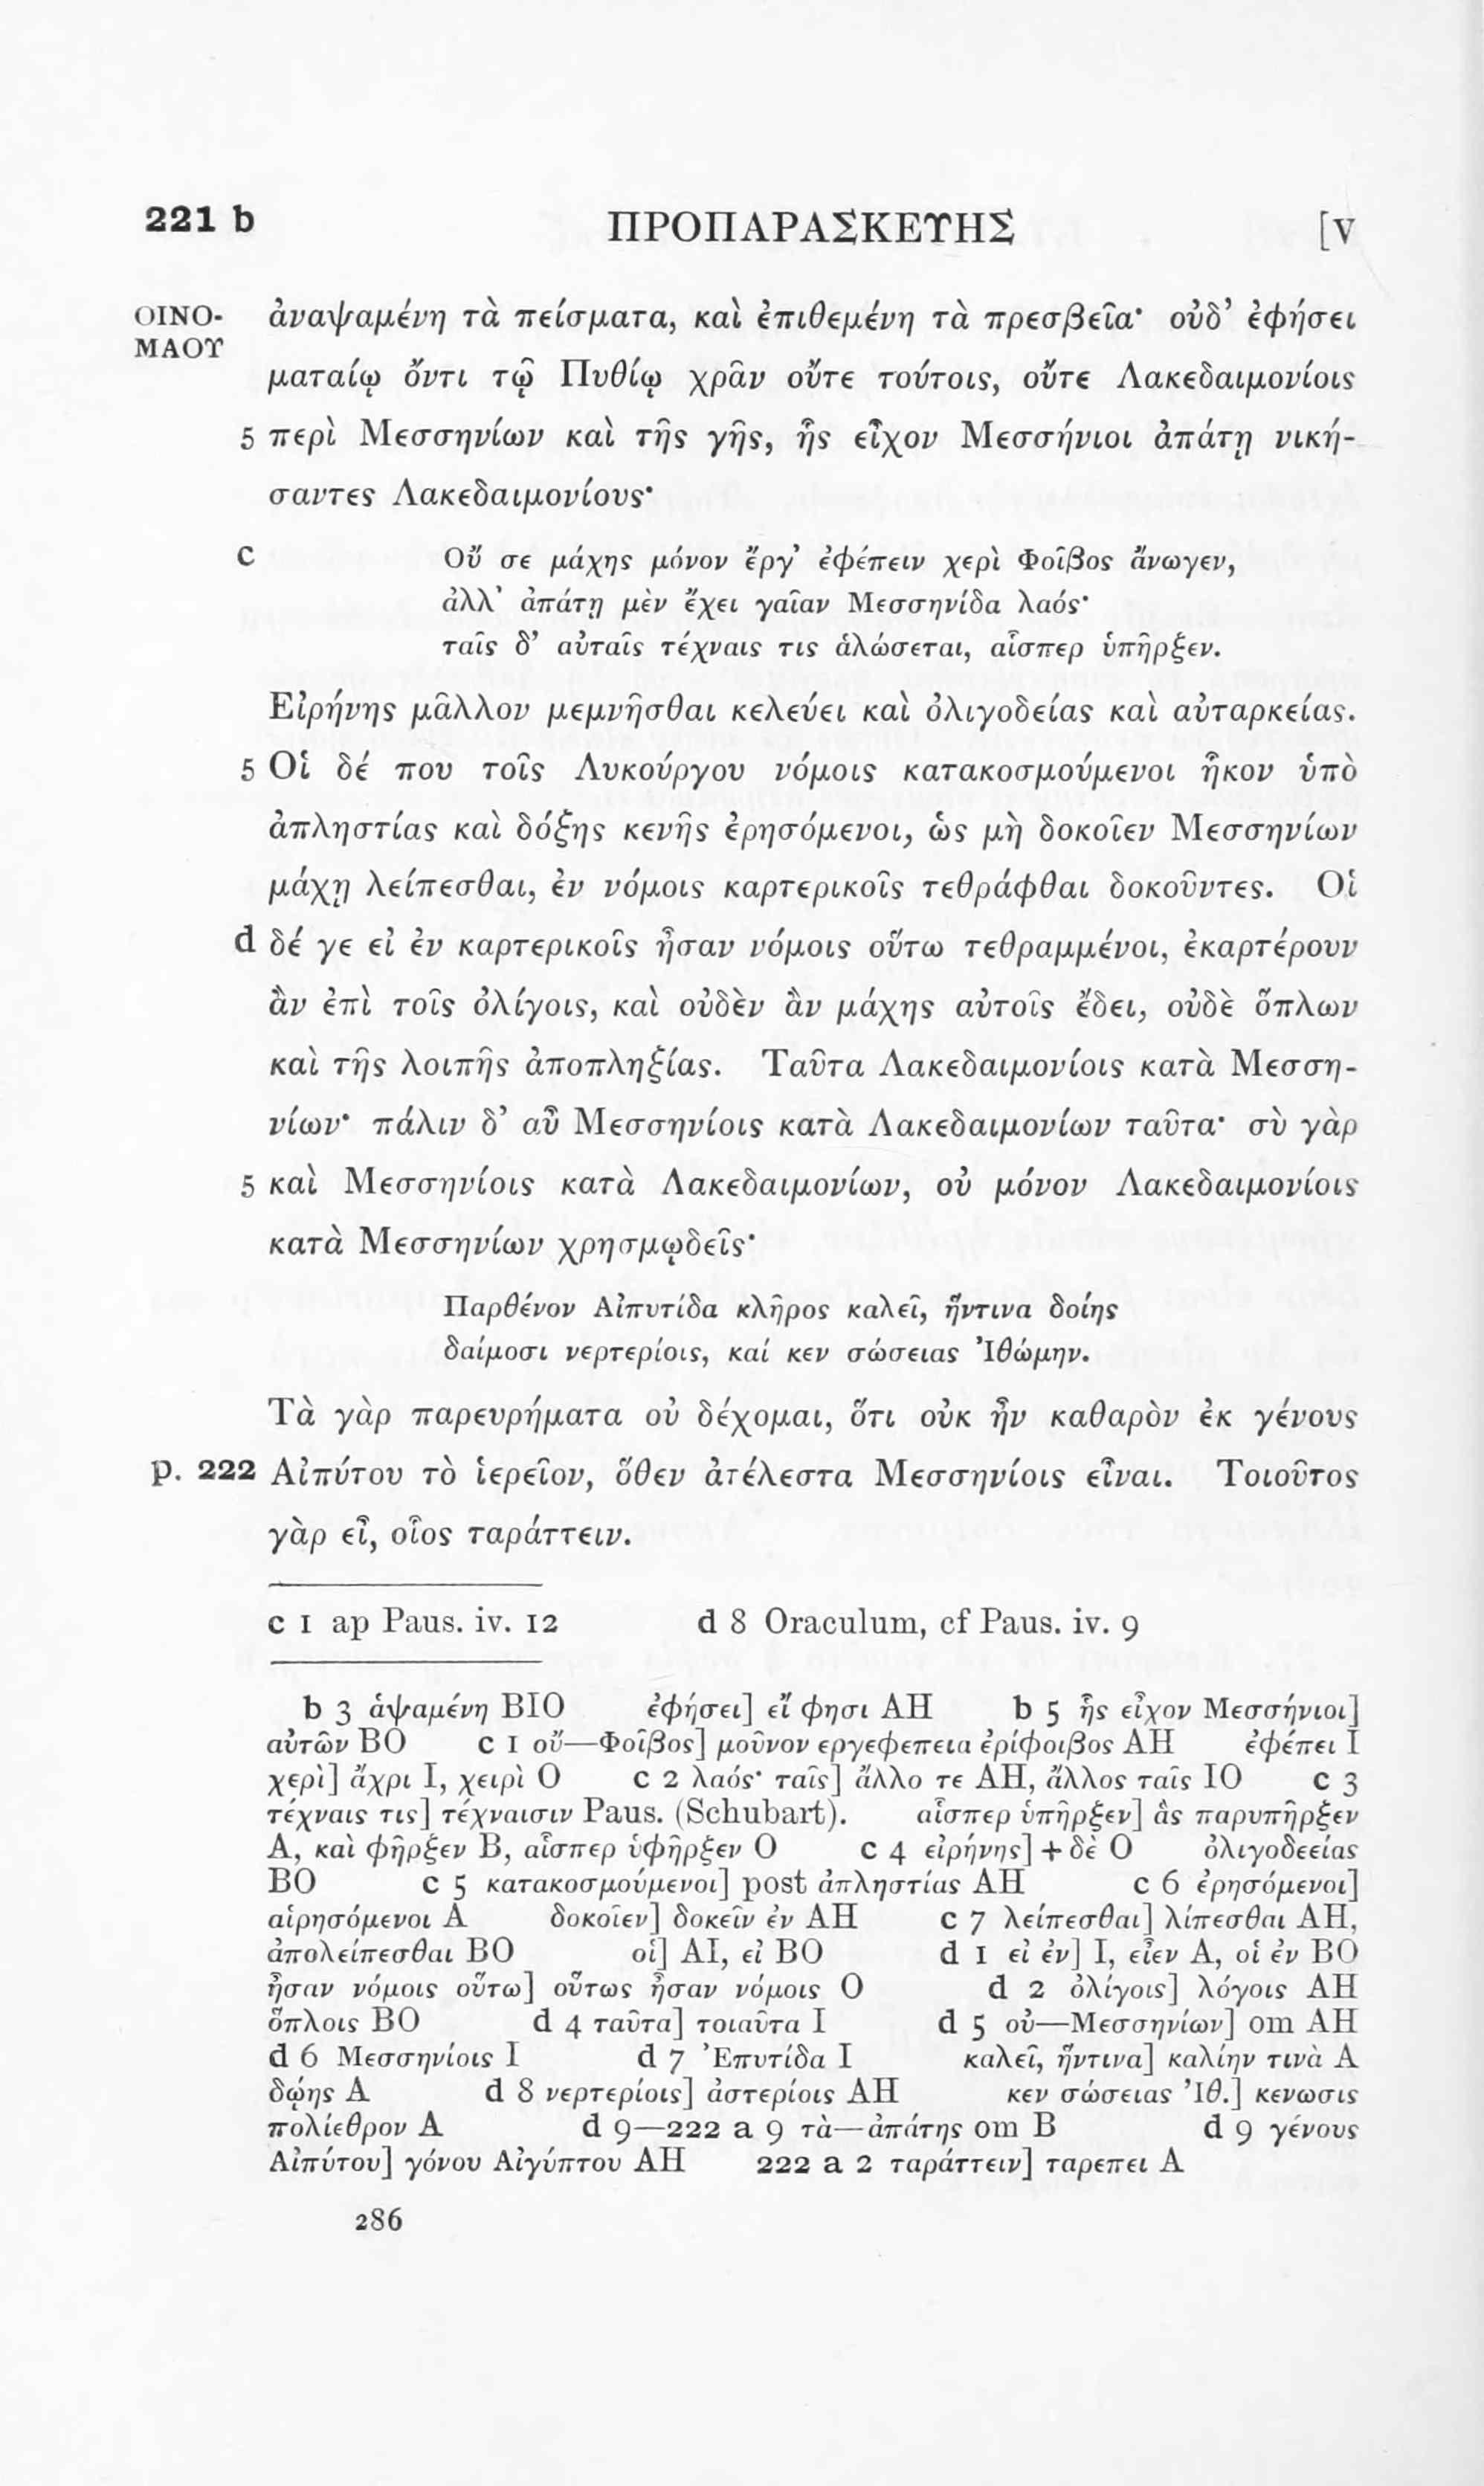 221 b ΠΡΟΠΑΡΑΣΚΕΥΗΣ [v
ΟΙΝΟ- ἀναψαμένη τὰ πείσματα, καὶ ἐπιθεμένη τὰ πρεσβεῖα· οὐδ’ ἐφήσει
ΜΑΟΥ
ματαίῳ ὄντι τῷ Πυθίῳ χρᾶν οὔτε τούτοις, οὔτε Λακεδαιμονίοις
5 περὶ Μεσσηνίων καὶ τῆς γῆς, ἧς εἶχον Μεσσήνιοι ἀπάτῃ νική-
σαντες Λακεδαιμονίους·
c Οὔ σε μάχης μόνον ἔργ’ ἐφέπειν χερὶ Φοῖβος ἄνωγεν,
ἀλλ’ ἀπάτῃ μὲν ἔχει γαῖαν Μεσσηνίδα λαός·
ταῖς δ’ αὐταῖς τέχναις τις ἁλώσεται, αἷσπερ ὑπῆρξεν.
Εἰρήνης μᾶλλον μεμνῆσθαι κελεύει καὶ ὀλιγοδείας καὶ αὐταρκείας.
5 Οἱ δέ που τοῖς Λυκούργου νόμοις κατακοσμούμενοι ἧκον ὑπὸ
ἀπληστίας καὶ δόξης κενῆς ἐρησόμενοι, ὡς μὴ δοκοῖεν Μεσσηνίων
μάχῃ λείπεσθαι, ἐν νόμοις καρτερικοῖς τεθράφθαι δοκοῦντες. Οἱ
d δέ γε εἰ ἐν καρτερικοῖς ἦσαν νόμοις οὕτω τεθραμμένοι, ἐκαρτέρουν
ἂν ἐπὶ τοῖς ὀλίγοις, καὶ οὐδὲν ἂν μάχης αὐτοῖς ἔδει, οὐδὲ ὅπλων
καὶ τῆς λοιπῆς ἀποπληξίας. Ταῦτα Λακεδαιμονίοις κατὰ Μεσση-
νίων· πάλιν δ’ αὖ Μεσσηνίοις κατὰ Λακεδαιμονίων ταῦτα· σὺ γὰρ
5 καὶ Μεσσηνίοις κατὰ Λακεδαιμονίων, οὐ μόνον Λακεδαιμονίοις
κατὰ Μεσσηνίων χρησμῳδεῖς·
Παρθένον Αἰπυτίδα κλῆρος καλεῖ, ἥντινα δοίης
δαίμοσι νερτερίοις, καί κεν σώσειας Ἰθώμην.
Τὰ γὰρ παρευρήματα οὐ δέχομαι, ὅτι οὐκ ἦν καθαρὸν ἐκ γένους
p. 222 Αἰπύτου τὸ ἱερεῖον, ὅθεν ἀτέλεστα Μεσσηνίοις εἶναι. Τοιοῦτος
γὰρ εἶ, οἷος ταράττειν.
c 1 ap Paus. iv. 12 d 8 Oraculum, cf Paus. iv. 9
b 3 ἁψαμένη BIO ἐφήσει] εἴ φησι AH b 5 ἧς εἶχον Μεσσήνιοι]
αὐτῶν BO c 1 οὔ—Φοῖβος] μοῦνον εργεφεπεια ἐρίφοιβος AH ἐφέπει I
χερὶ] ἄχρι I, χειρὶ O c 2 λαός· ταῖς] ἄλλο τε AH, ἄλλος ταῖς IO c 3
τέχναις τις] τέχναισιν Paus. (Schubart). αἷσπερ ὑπῆρξεν] ἃς παρυπῆρξεν
A, καὶ φῆρξεν B, αἷσπερ ὑφῆρξεν O c 4 εἰρήνης] + δὲ O ὀλιγοδεείας
BO c 5 κατακοσμούμενοι] post ἀπληστίας AH c 6 ἐρησόμενοι]
αἱρησόμενοι A δοκοῖεν] δοκεῖν ἐν AH c 7 λείπεσθαι] λίπεσθαι AH,
ἀπολείπεσθαι BO οἱ] AI, εἰ BO d 1 εἰ ἐν] I, εἶεν A, οἱ ἐν BO
ἦσαν νόμοις οὕτω] οὕτως ἦσαν νόμοις O d 2 ὀλίγοις] λόγοις AH
ὅπλοις BO d 4 ταῦτα] τοιαῦτα I d 5 οὐ—Μεσσηνίων] om AH
d 6 Μεσσηνίοις I d 7 Ἐπυτίδα I καλεῖ, ἥντινα] καλίην τινὰ A
δῴης A d 8 νερτερίοις] ἀστερίοις AH κεν σώσειας Ἰθ.] κενωσις
πολίεθρον A d 9—222 a 9 τὰ—ἀπάτης om B d 9 γένους
Αἰπύτου] γόνου Αἰγύπτου AH 222 a 2 ταράττειν] ταρεπει A
286